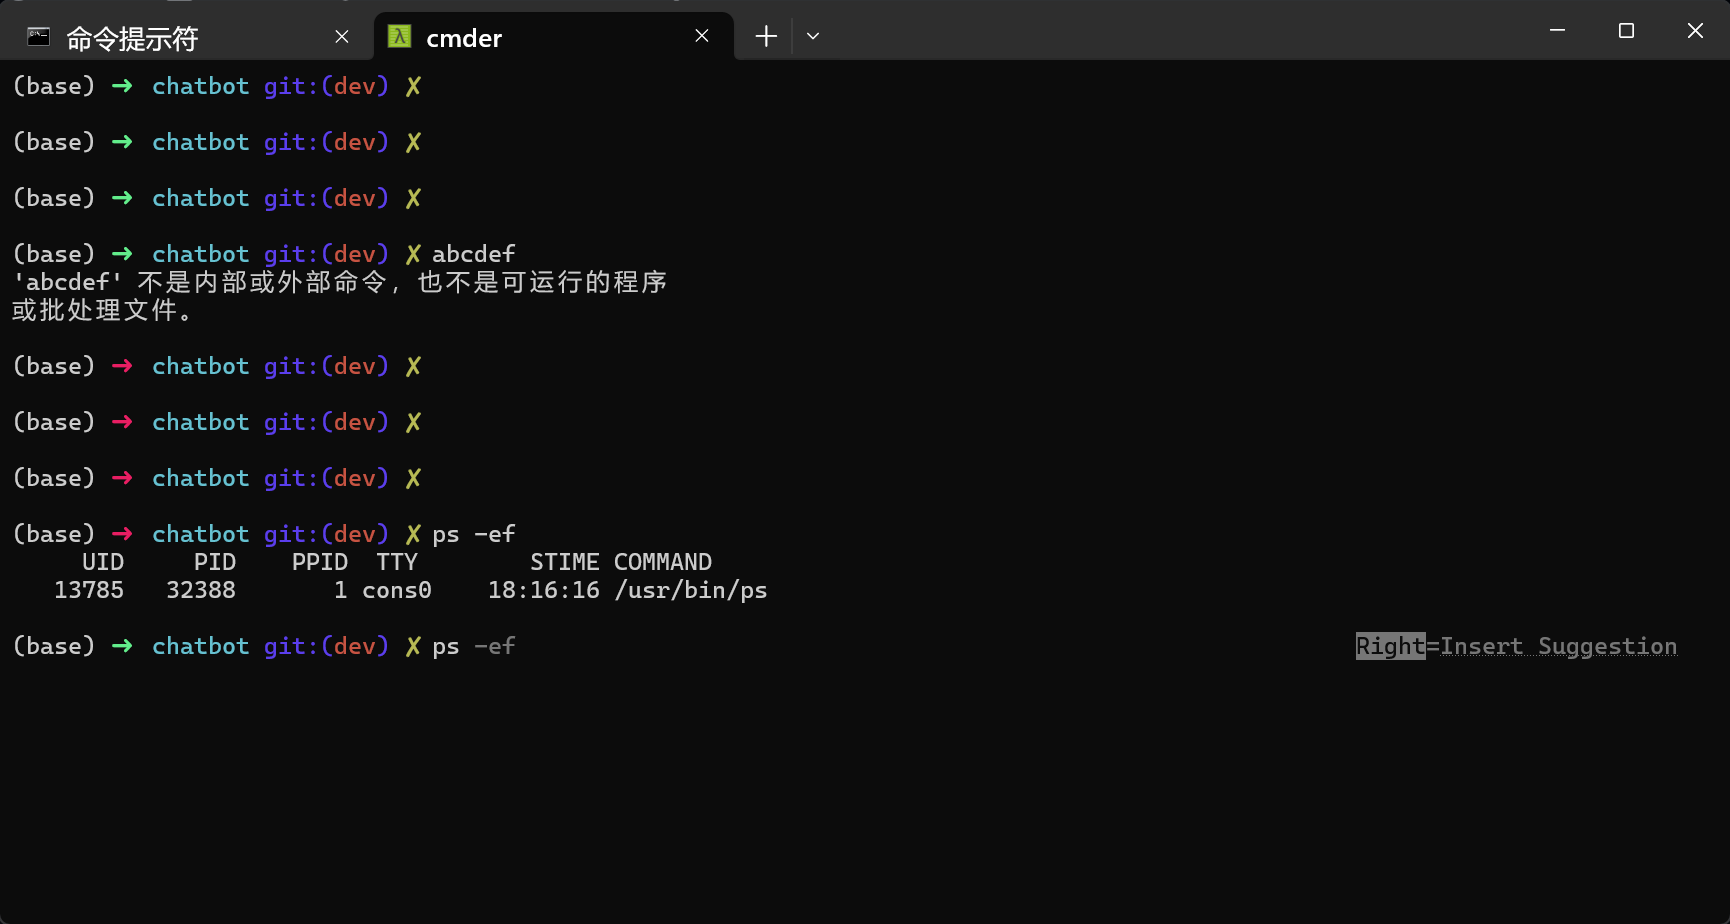 命令提示符
cmder
(base) ➜ chatbot git:(dev) ✗
(base) ➜ chatbot git:(dev) ✗
(base) ➜ chatbot git:(dev) ✗
(base) ➜ chatbot git:(dev) ✗ abcdef
'abcdef' 不是内部或外部命令，也不是可运行的程序
或批处理文件。
(base) ➜ chatbot git:(dev) ✗
(base) ➜ chatbot git:(dev) ✗
(base) ➜ chatbot git:(dev) ✗
(base) ➜ chatbot git:(dev) ✗ ps -ef
UID PID PPID TTY STIME COMMAND
13785 32388 1 cons0 18:16:16 /usr/bin/ps
(base) ➜ chatbot git:(dev) ✗ ps -ef Right=Insert Suggestion